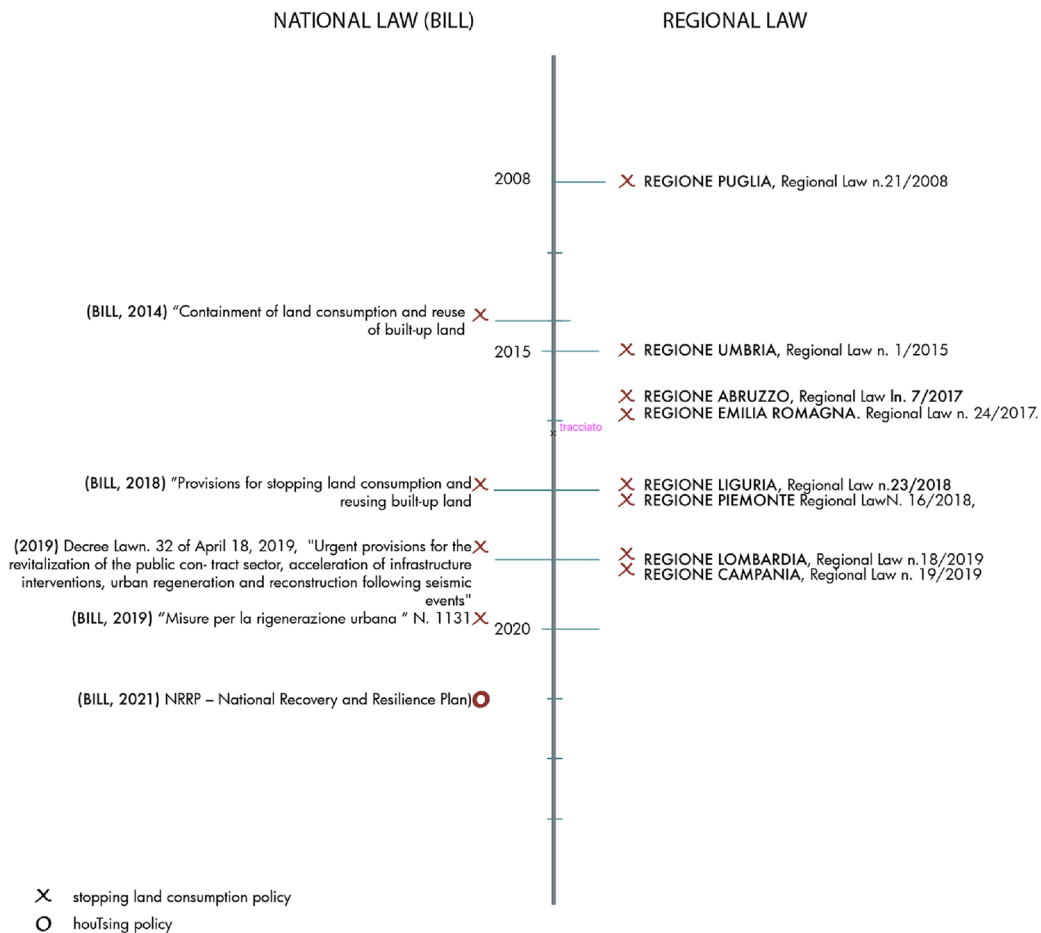 NATIONAL LAW (BILL)
REGIONAL LAW
2008
REGIONE PUGLIA, Regional Law n.21/2008
(BILL, 2014) "Containment of land consumption and reuse
of built-up land
2015
REGIONE UMBRIA, Regional Law n. 1/2015
REGIONE ABRUZZO, Regional Law ln. 7/2017
REGIONE EMILIA ROMAGNA. Regional Law n. 24/2017.
tracciato
(BILL, 2018) "Provisions for stopping land consumption and
reusing built-up land
REGIONE LIGURIA, Regional Law n.23/2018
REGIONE PIEMONTE Regional LawN. 16/2018,
(2019) Decree Lawn. 32 of April 18, 2019, "Urgent provisions for the
revitalization of the public con- tract sector, acceleration of infrastructure
interventions, urban regeneration and reconstruction following seismic
events"
REGIONE LOMBARDIA, Regional Law n.18/2019
REGIONE CAMPANIA, Regional Law n. 19/2019
(BILL, 2019) "Misure per la rigenerazione urbana " N. 1131
2020
(BILL, 2021) NRRP – National Recovery and Resilience Plan)
stopping land consumption policy
houTsing policy